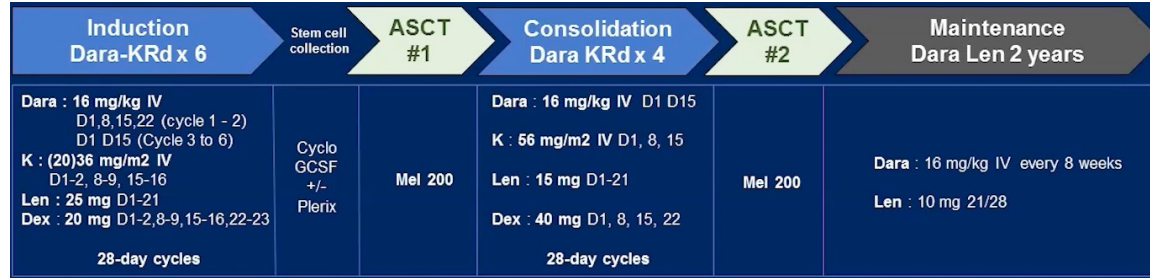 Induction
Dara-KRd x 6
Stem cell
collection
ASCT
#1
Consolidation
Dara KRd x 4
ASCT
#2
Maintenance
Dara Len 2 years
Dara : 16 mg/kg IV
D1,8,15,22 (cycle 1 - 2)
D1 D15 (Cycle 3 to 6)
K : (20)36 mg/m2 IV
D1-2, 8-9, 15-16
Len : 25 mg D1-21
Dex : 20 mg D1-2,8-9,15-16,22-23
28-day cycles
Cyclo
GCSF
+/-
Plerix
Mel 200
Dara : 16 mg/kg IV D1 D15
K : 56 mg/m2 IV D1, 8, 15
Len : 15 mg D1-21
Dex : 40 mg D1, 8, 15, 22
28-day cycles
Mel 200
Dara : 16 mg/kg IV every 8 weeks
Len : 10 mg 21/28